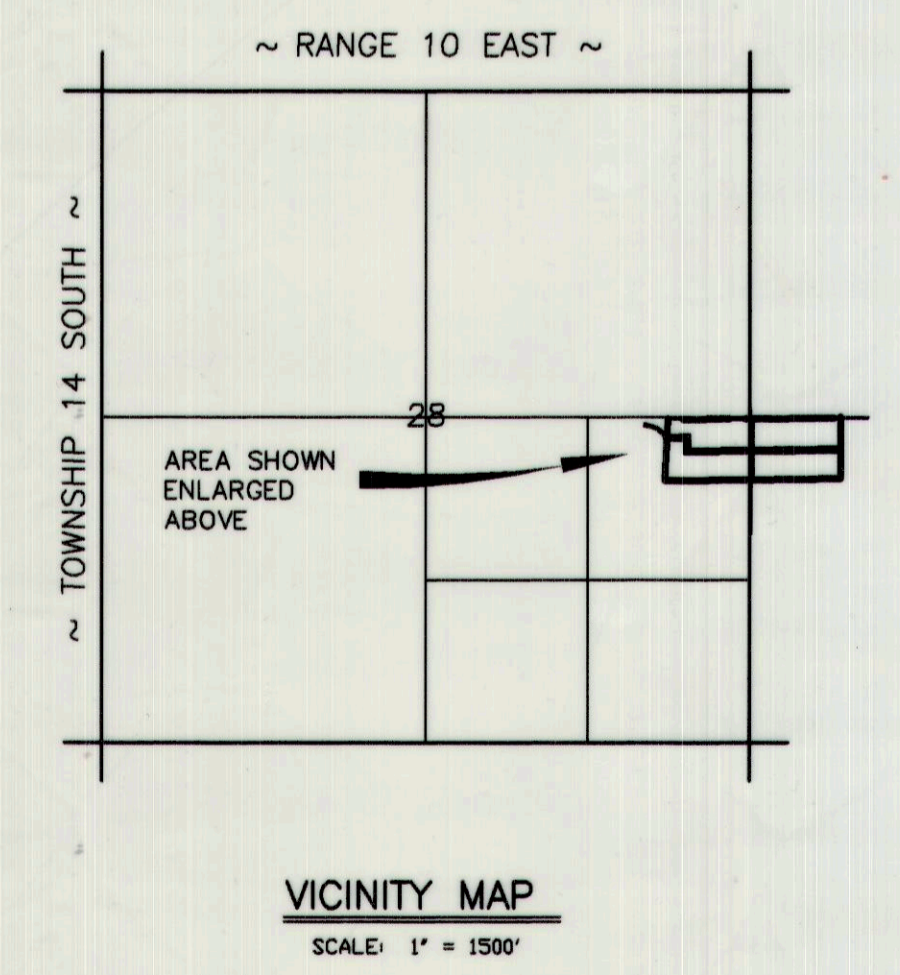 ~ RANGE 10 EAST ~
~ TOWNSHIP 14 SOUTH ~
28
AREA SHOWN
ENLARGED
ABOVE
VICINITY MAP
SCALE: 1" = 1500'